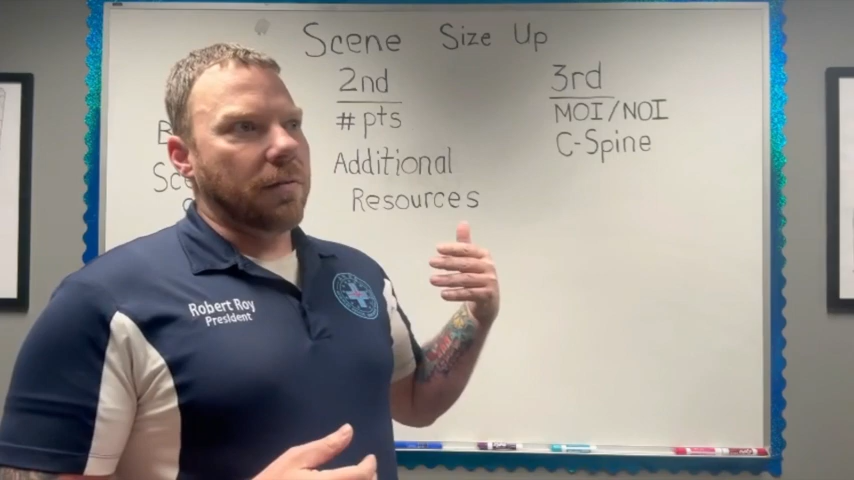 Scene Size Up
2nd
# pts
Additional
Resources
3rd
MOI/NOI
C-Spine
Robert Roy
President